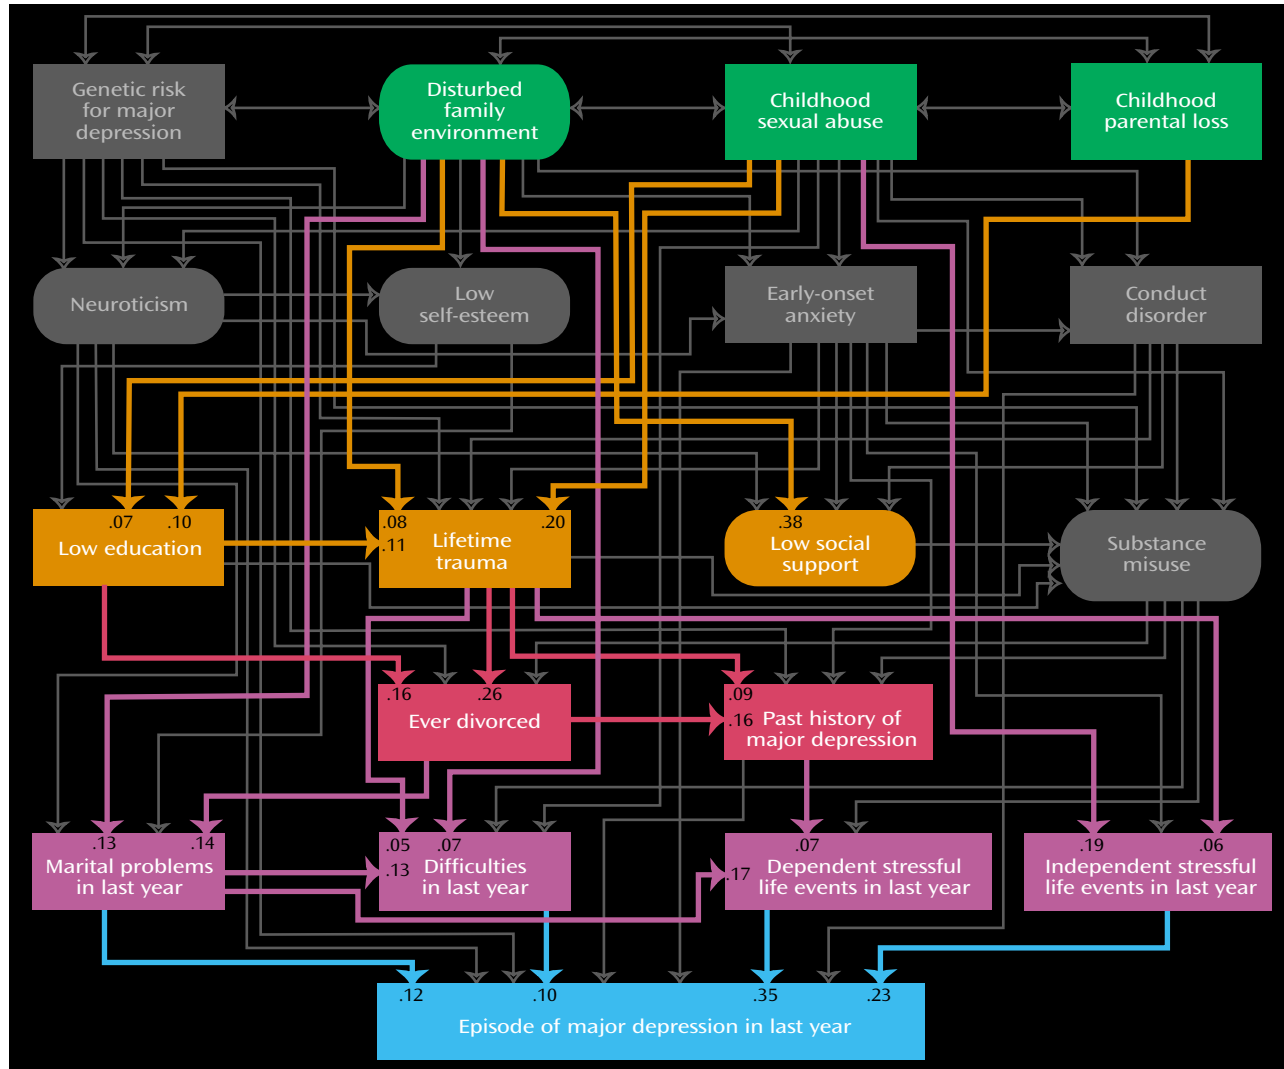 Genetic risk
for major
depression
Disturbed
family
environment
Childhood
sexual abuse
Childhood
parental loss
Neuroticism
Low
self-esteem
Early-onset
anxiety
Conduct
disorder
.07
.10
Low education
.08
.11
.20
Lifetime
trauma
.38
Low social
support
Substance
misuse
.16
.26
Ever divorced
.09
.16
Past history of
major depression
.13
.14
Marital problems
in last year
.05
.07
.13
Difficulties
in last year
.07
.17
Dependent stressful
life events in last year
.19
.06
Independent stressful
life events in last year
.12
.10
.35
.23
Episode of major depression in last year